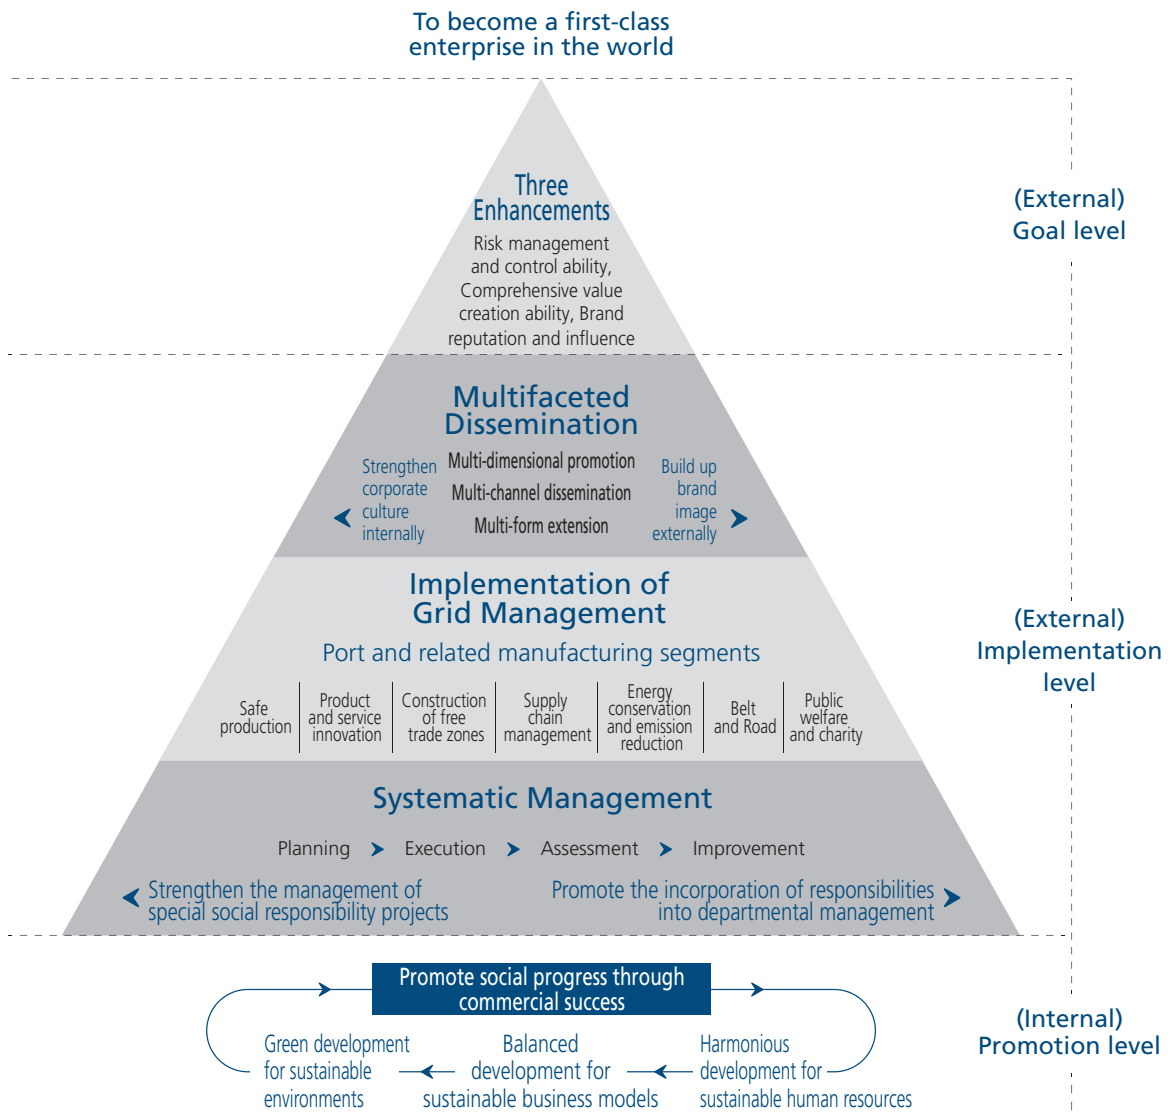 To become a first-class
enterprise in the world
Three
Enhancements
Risk management
and control ability,
Comprehensive value
creation ability, Brand
reputation and influence
(External)
Goal level
Multifaceted
Dissemination
Strengthen
corporate
culture
internally
Multi-dimensional promotion
Multi-channel dissemination
Multi-form extension
Build up
brand
image
externally
Implementation of
Grid Management
Port and related manufacturing segments
Safe
production
Product
and service
innovation
Construction
of free
trade zones
Supply
chain
management
Energy
conservation
and emission
reduction
Belt
and Road
Public
welfare
and charity
(External)
Implementation
level
Systematic Management
Planning
Execution
Assessment
Improvement
Strengthen the management of
special social responsibility projects
Promote the incorporation of responsibilities
into departmental management
Promote social progress through
commercial success
Green development
for sustainable
environments
Balanced
development for
sustainable business models
Harmonious
development for
sustainable human resources
(Internal)
Promotion level